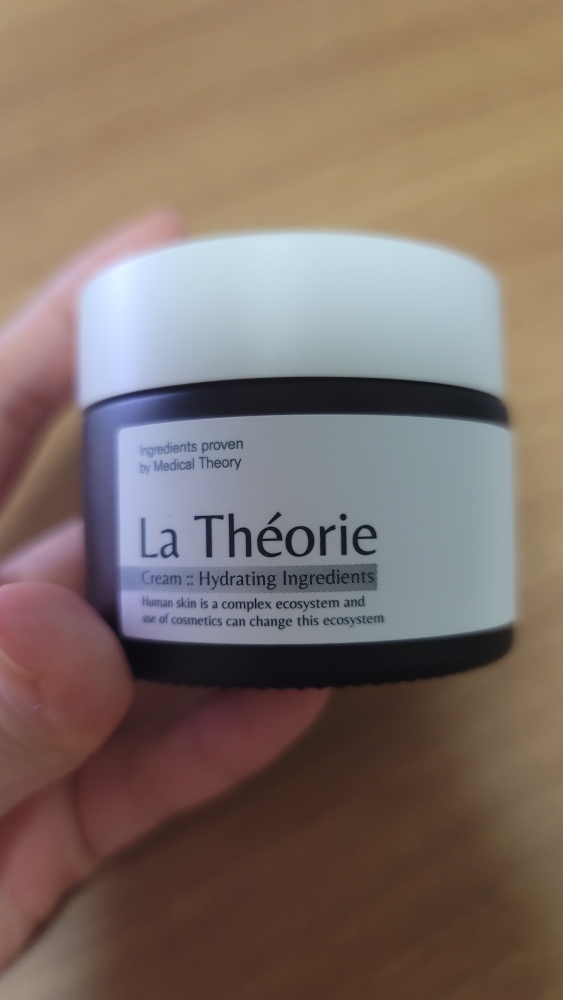 Ingredients proven
by Medical Theory
La Théorie
Cream :: Hydrating Ingredients
Human skin is a complex ecosystem and
use of cosmetics can change this ecosystem